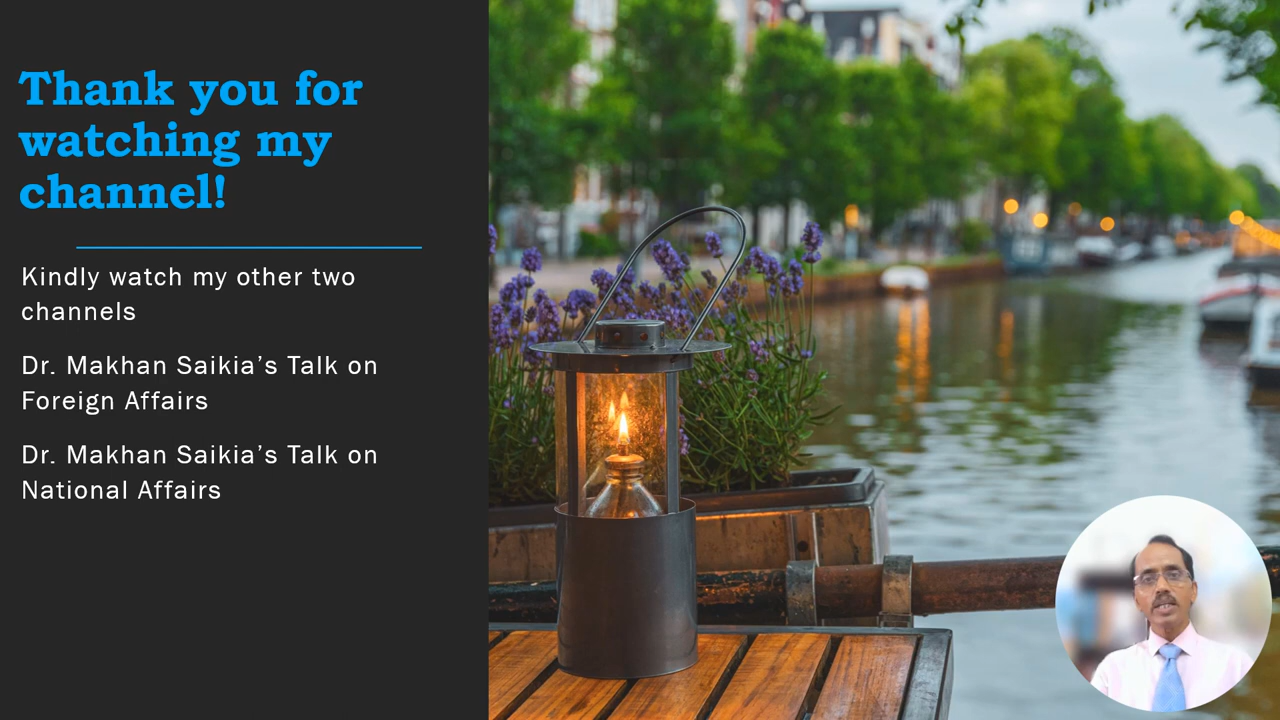 Thank you for
watching my
channel!
Kindly watch my other two
channels
Dr. Makhan Saikia’s Talk on
Foreign Affairs
Dr. Makhan Saikia’s Talk on
National Affairs